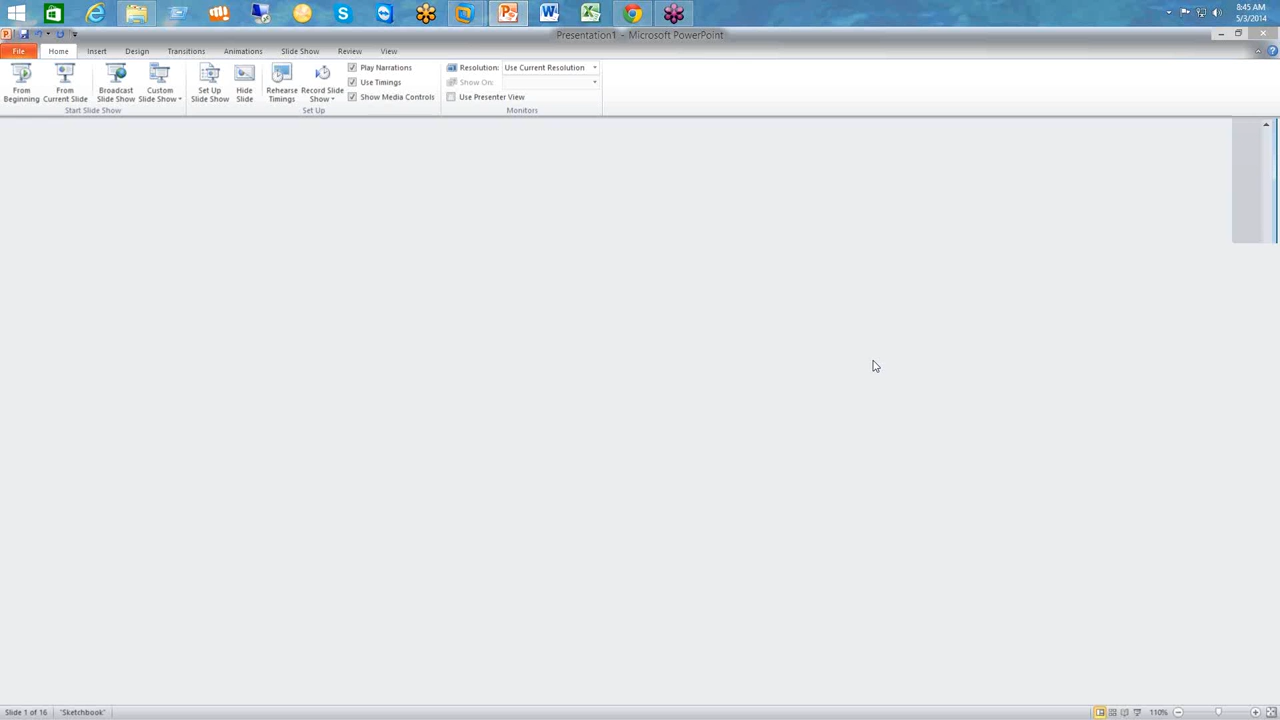 8:45 AM
5/3/2014
Presentation1 - Microsoft PowerPoint
File Home Insert Design Transitions Animations Slide Show Review View
From Beginning
From Current Slide
Broadcast Slide Show
Custom Slide Show
Start Slide Show
Set Up Slide Show
Hide Slide
Rehearse Timings
Record Slide Show
Play Narrations
Use Timings
Show Media Controls
Set Up
Resolution: Use Current Resolution
Show On:
Use Presenter View
Monitors
Slide 1 of 16 "Sketchbook" 110%